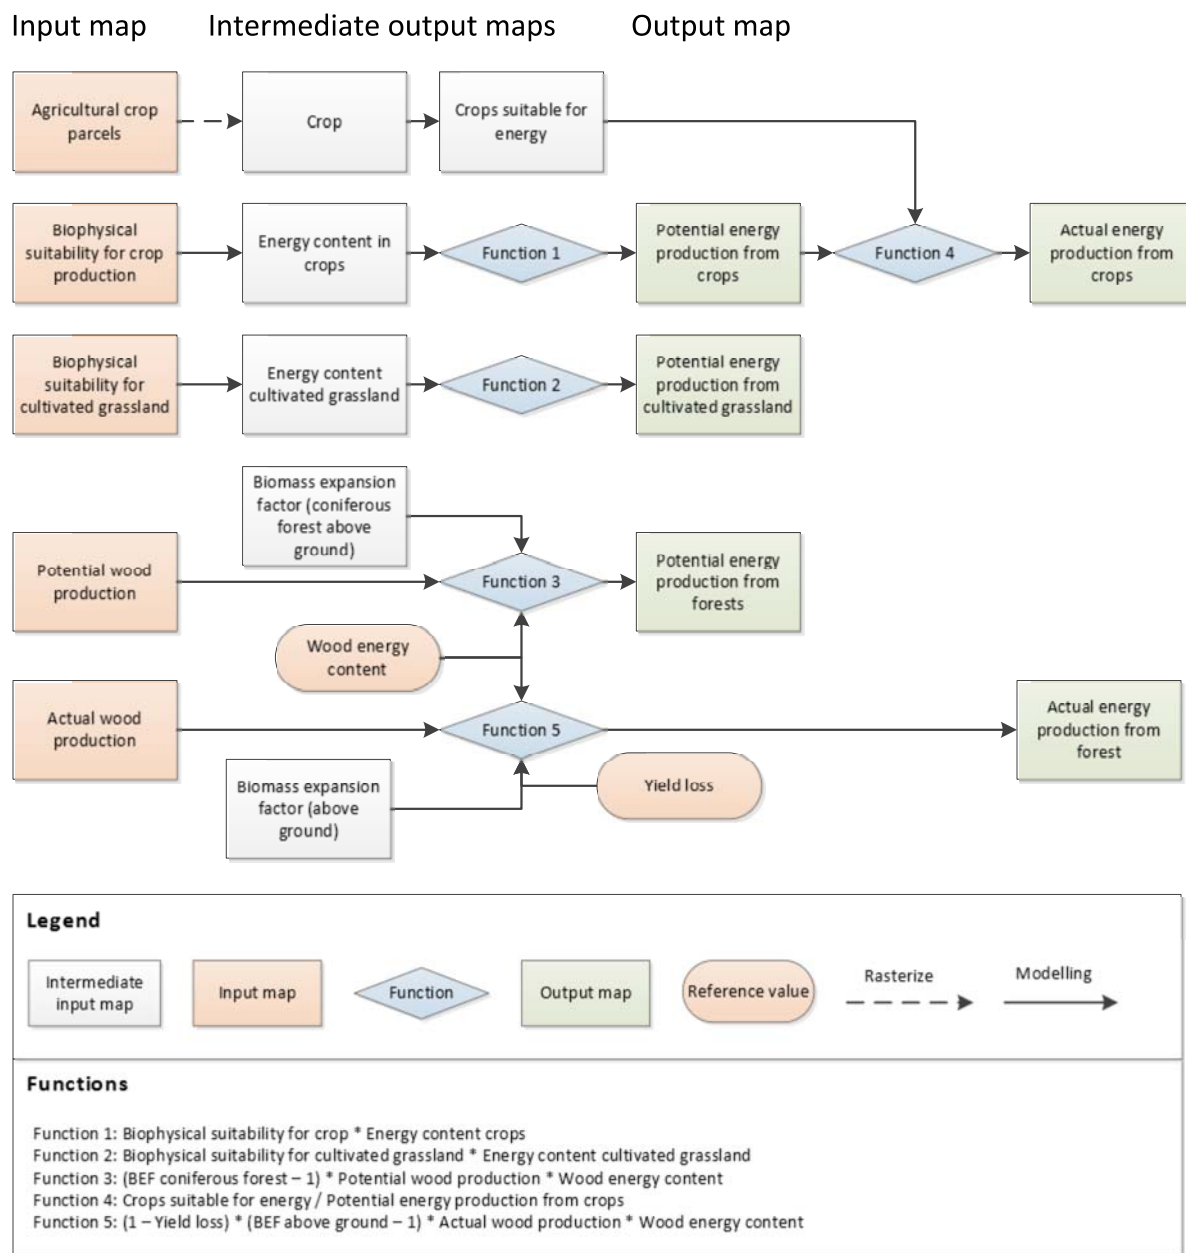 Input map
Intermediate output maps
Output map
Agricultural crop
parcels
Crop
Crops suitable for
energy
Biophysical
suitability for crop
production
Energy content in
crops
Function 1
Potential energy
production from
crops
Function 4
Actual energy
production from
crops
Biophysical
suitability for
cultivated grassland
Energy content
cultivated grassland
Function 2
Potential energy
production from
cultivated grassland
Biomass expansion
factor (coniferous
forest above
ground)
Potential wood
production
Function 3
Potential energy
production from
forests
Wood energy
content
Actual wood
production
Function 5
Actual energy
production from
forest
Biomass expansion
factor (above
ground)
Yield loss
Legend
Intermediate
input map
Input map
Function
Output map
Reference value
Rasterize
Modelling
Functions
Function 1: Biophysical suitability for crop * Energy content crops
Function 2: Biophysical suitability for cultivated grassland * Energy content cultivated grassland
Function 3: (BEF coniferous forest – 1) * Potential wood production * Wood energy content
Function 4: Crops suitable for energy / Potential energy production from crops
Function 5: (1 – Yield loss) * (BEF above ground – 1) * Actual wood production * Wood energy content